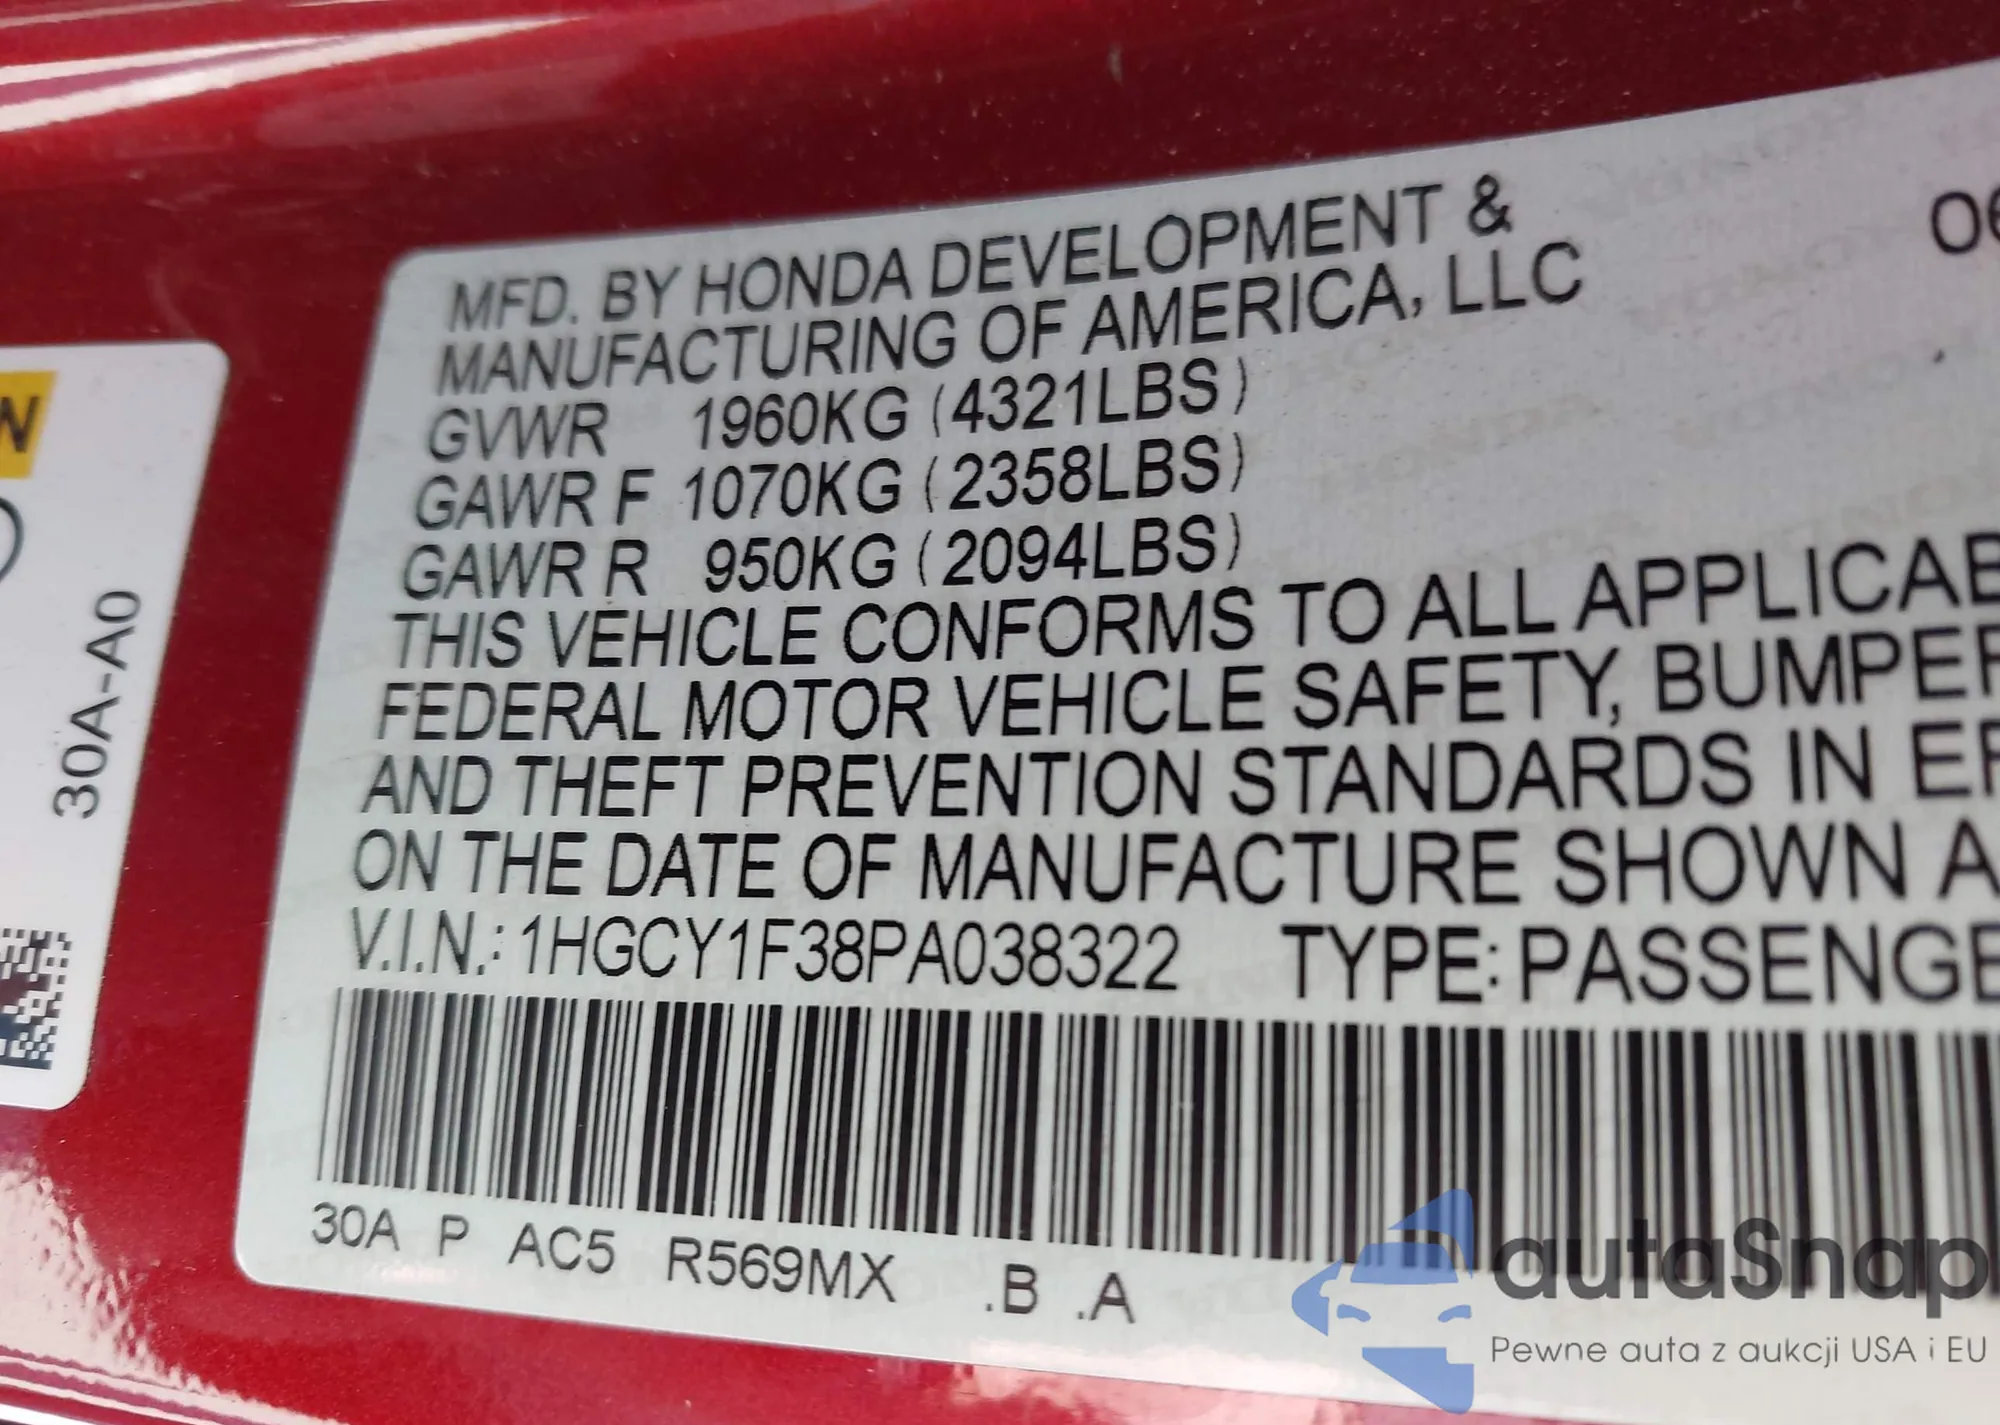 MFD. BY HONDA DEVELOPMENT &
MANUFACTURING OF AMERICA, LLC
06
GVWR 1960KG (4321LBS)
GAWR F 1070KG (2358LBS)
GAWR R 950KG (2094LBS)
THIS VEHICLE CONFORMS TO ALL APPLICAB
FEDERAL MOTOR VEHICLE SAFETY, BUMPER
AND THEFT PREVENTION STANDARDS IN EF
ON THE DATE OF MANUFACTURE SHOWN A
V.I.N.: 1HGCY1F38PA038322 TYPE: PASSENGE
30A P AC5 R569MX .B .A
30A-A0
N
autaSnap
Pewne auta z aukcji USA i EU